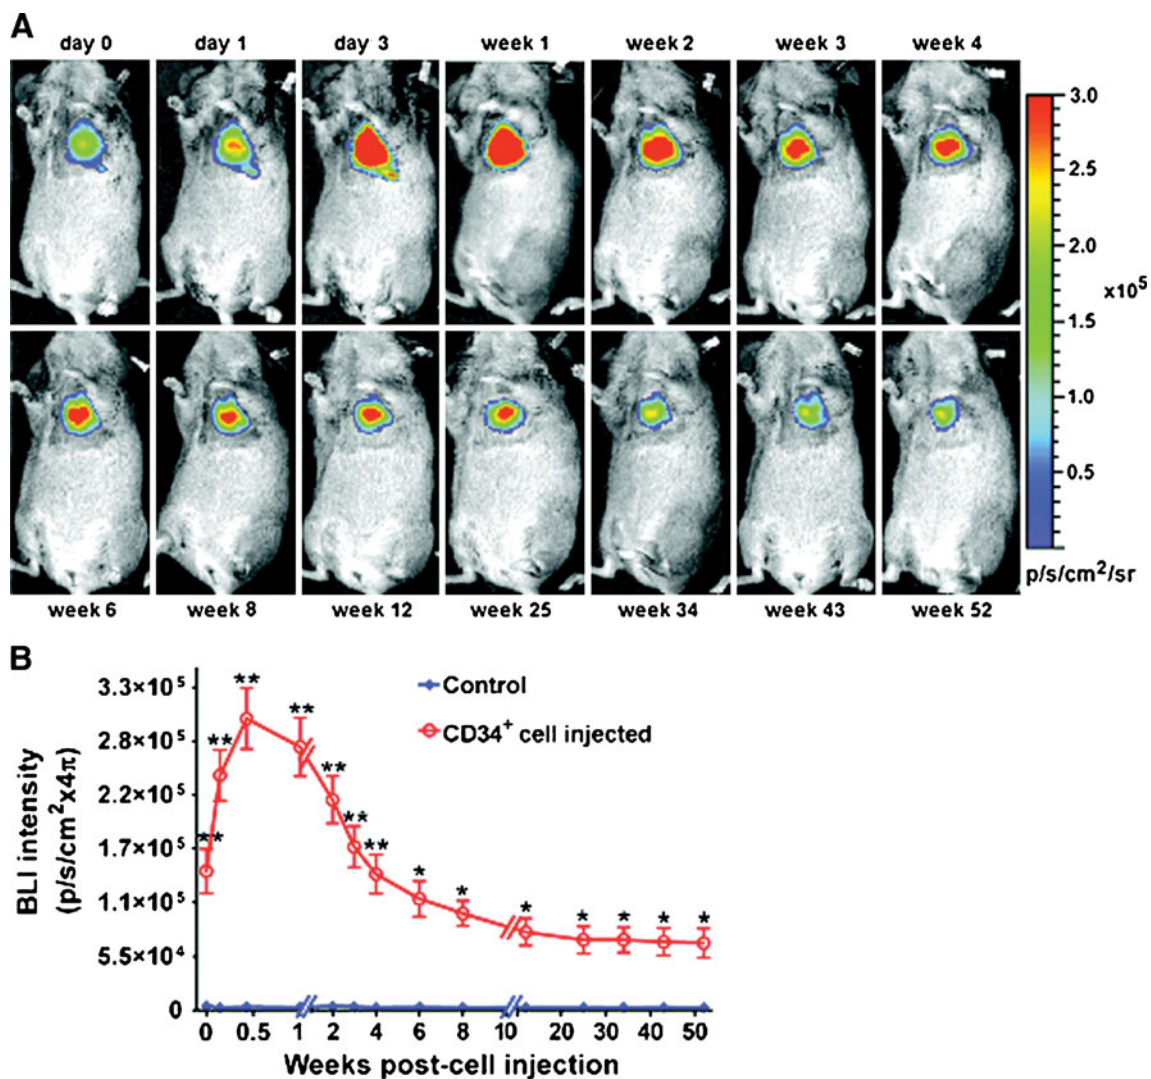 A
day 0 day 1 day 3 week 1 week 2 week 3 week 4
3.0
2.0
x10⁵
1.5
1.0
0.5
p/s/cm²/sr
week 6 week 8 week 12 week 25 week 34 week 43 week 52
B
3.3×10⁵
2.8×10⁵
2.2×10⁵
1.7×10⁵
1.1×10⁵
5.5×10⁴
0
BLI intensity
(p/s/cm²x4π)
Control
CD34⁺ cell injected
** ** ** ** ** ** ** * * * * * * *
0 0.5 1 2 4 6 8 10 20 30 40 50
Weeks post-cell injection